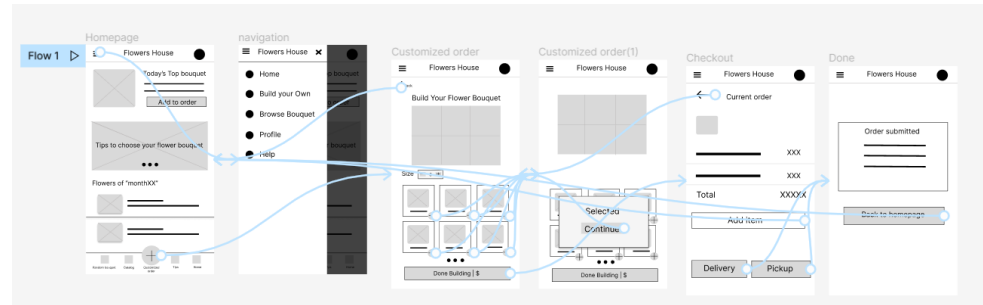 Flow 1
Homepage
Flowers House
Today's Top bouquet
Add to order
Tips to choose your flower bouquet
Flowers of "monthXX"
navigation
Flowers House
Home
Build your Own
Browse Bouquet
Profile
Help
Customized order
Flowers House
Build Your Flower Bouquet
Size
Done Building | $
Customized order(1)
Flowers House
Selected
Continue
Done Building | $
Checkout
Flowers House
Current order
XXX
XXX
Total XXXXX
Add item
Delivery Pickup
Done
Flowers House
Order submitted
Back to homepage